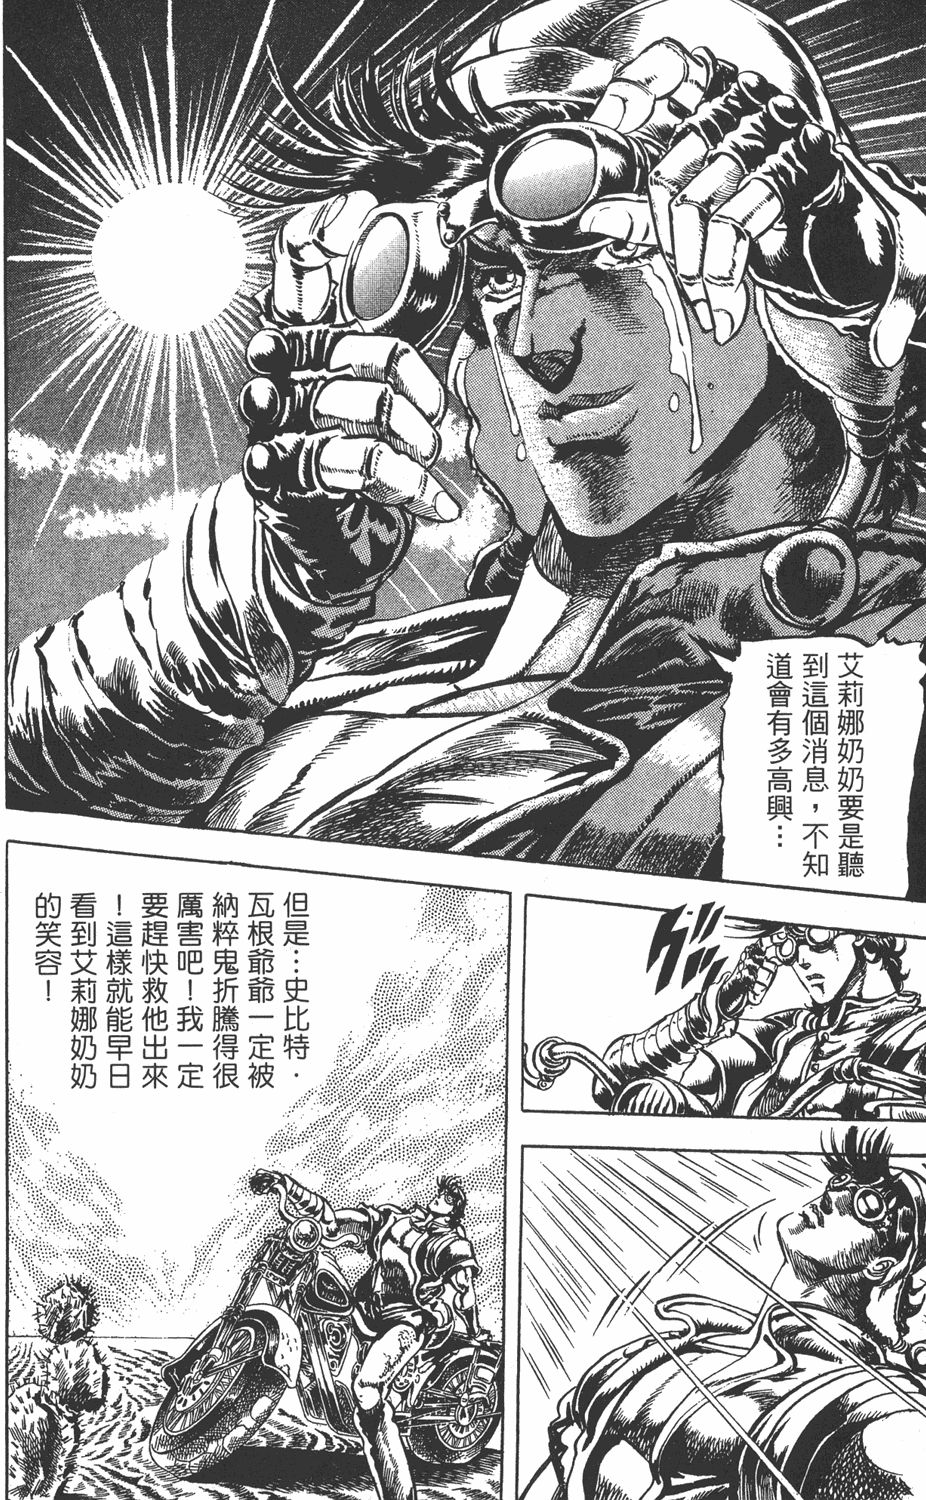 艾莉娜奶奶要是聽
到這個消息，不知
道會有多高興…
但是…史比特．
瓦根爺爺一定被
納粹鬼折騰得很
厲害吧！我一定
要趕快救他出來
！這樣就能早日
看到艾莉娜奶奶
的笑容！